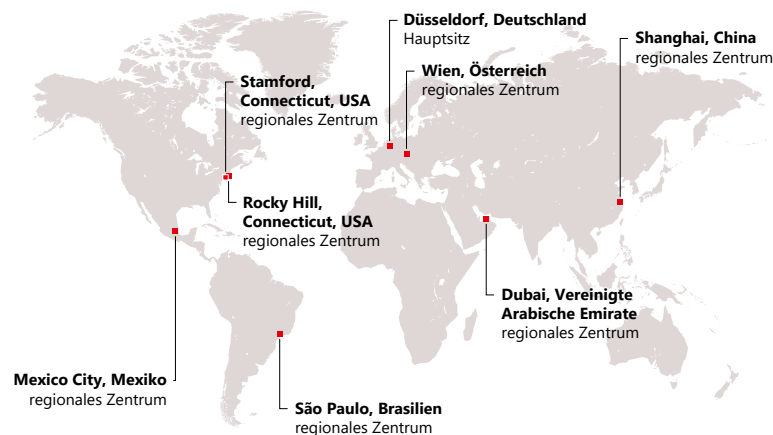 Düsseldorf, Deutschland
Hauptsitz
Shanghai, China
regionales Zentrum
Wien, Österreich
regionales Zentrum
Stamford,
Connecticut, USA
regionales Zentrum
Rocky Hill,
Connecticut, USA
regionales Zentrum
Dubai, Vereinigte
Arabische Emirate
regionales Zentrum
Mexico City, Mexiko
regionales Zentrum
São Paulo, Brasilien
regionales Zentrum